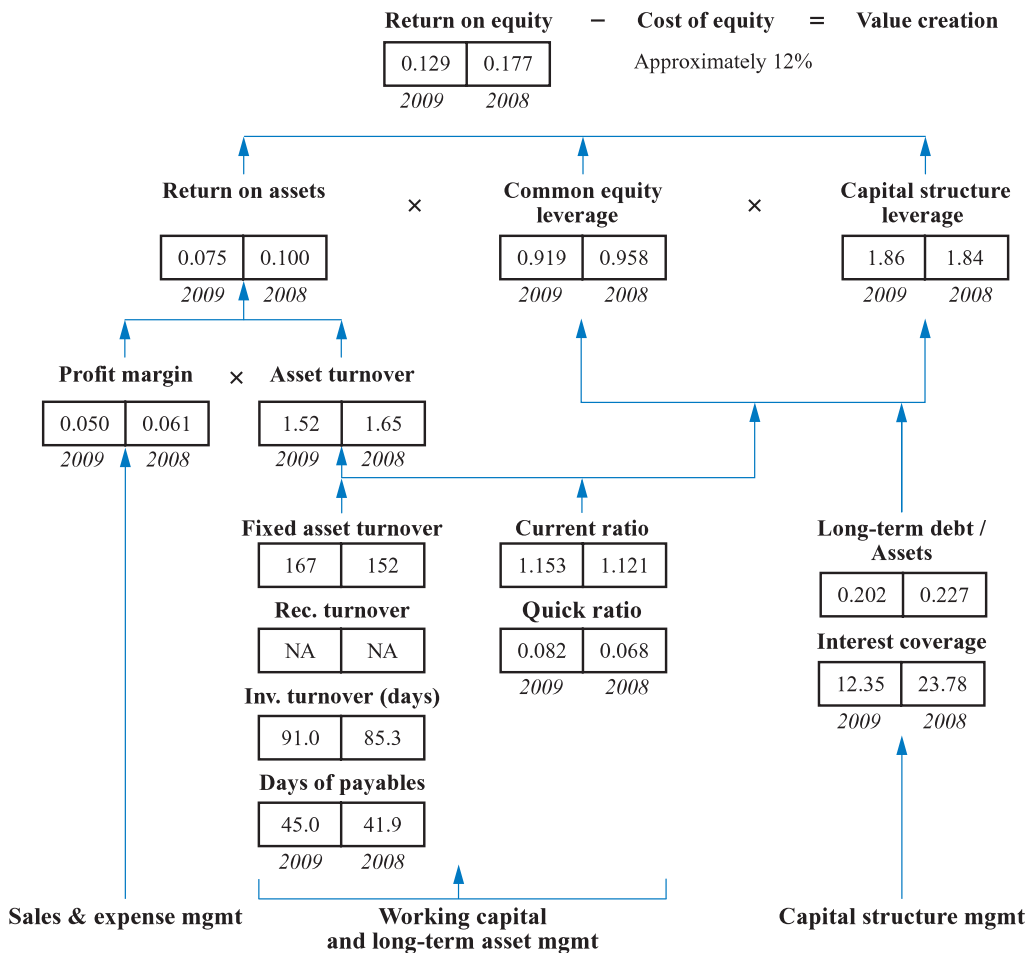 Return on equity − Cost of equity = Value creation
0.129 0.177 Approximately 12%
2009 2008
Return on assets × Common equity leverage × Capital structure leverage
0.075 0.100 0.919 0.958 1.86 1.84
2009 2008 2009 2008 2009 2008
Profit margin × Asset turnover
0.050 0.061 1.52 1.65
2009 2008 2009 2008
Fixed asset turnover
167 152
Rec. turnover
NA NA
Inv. turnover (days)
91.0 85.3
Days of payables
45.0 41.9
2009 2008
Current ratio
1.153 1.121
Quick ratio
0.082 0.068
2009 2008
Long-term debt /
Assets
0.202 0.227
Interest coverage
12.35 23.78
2009 2008
Sales & expense mgmt
Working capital
and long-term asset mgmt
Capital structure mgmt